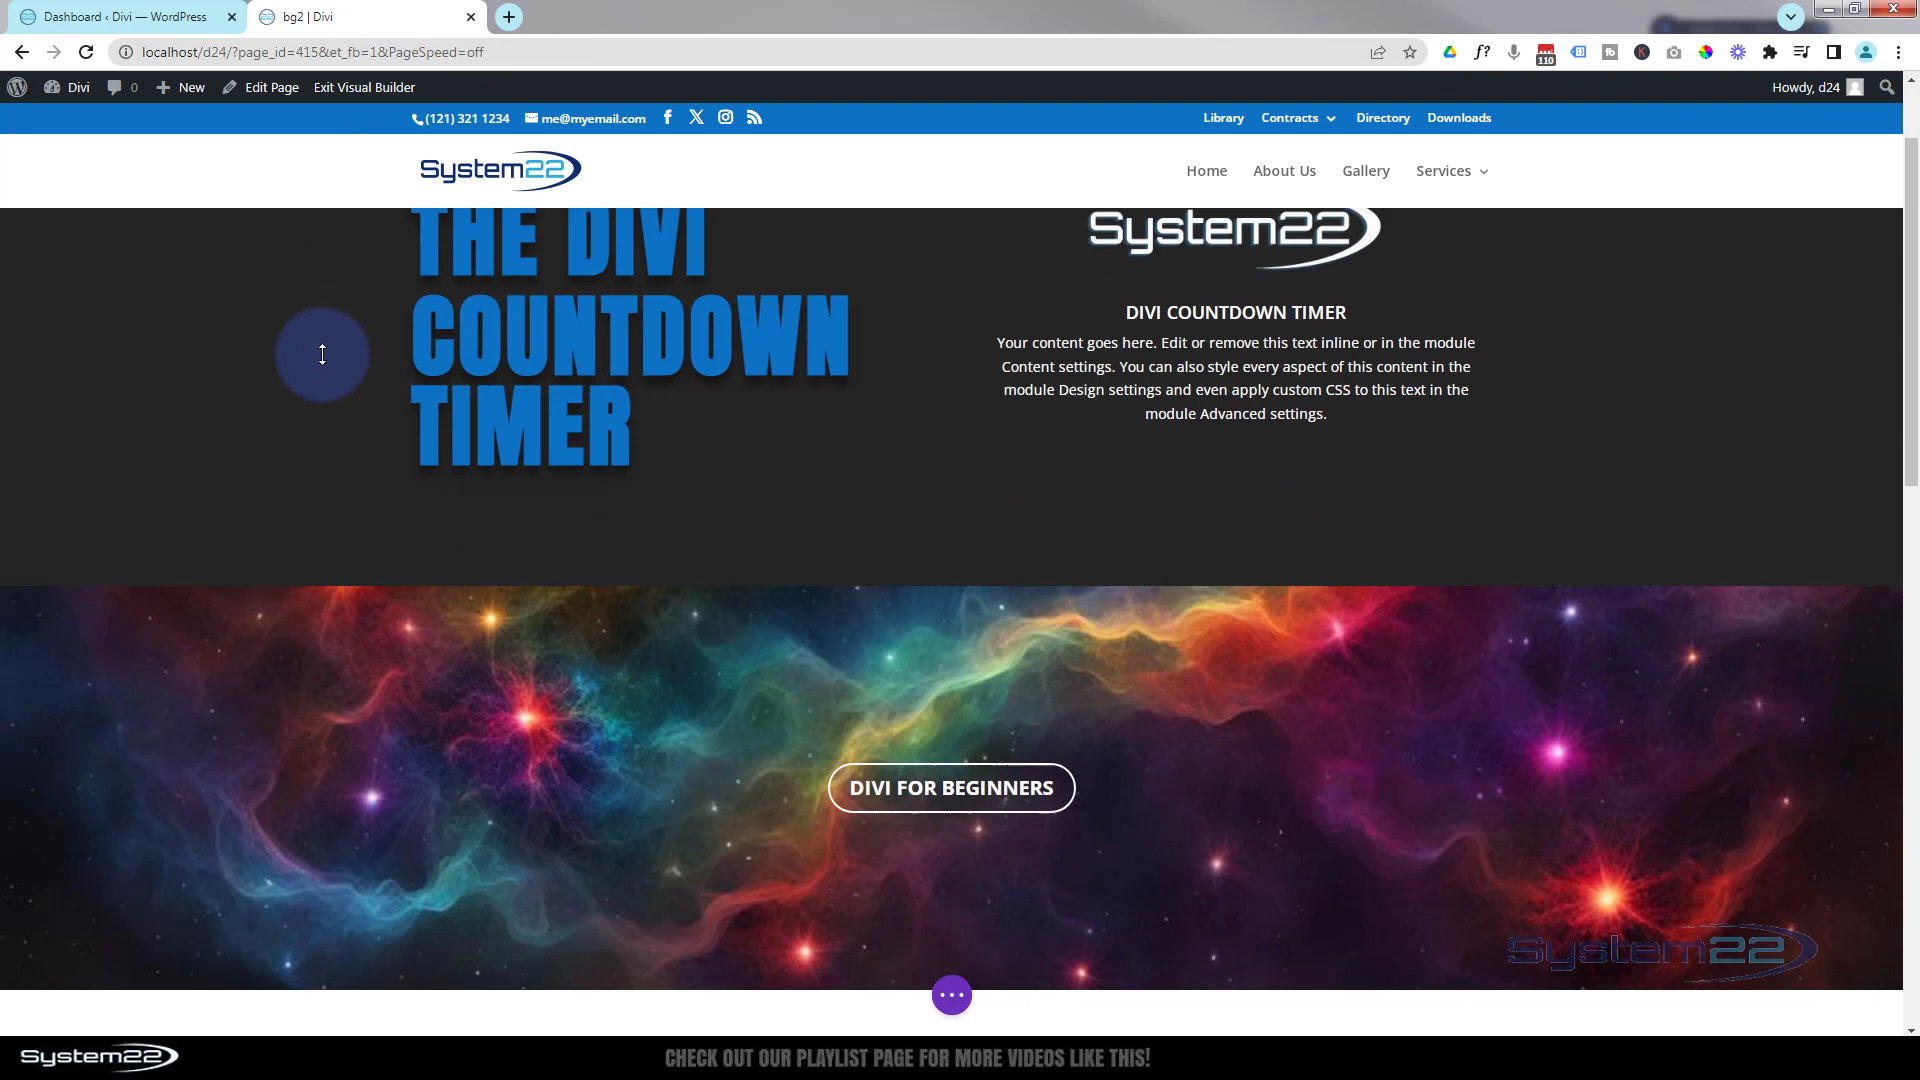 Dashboard ‹ Divi — WordPress
bg2 | Divi
localhost/d24/?page_id=415&et_fb=1&PageSpeed=off
f?
110
Divi
0
New
Edit Page
Exit Visual Builder
Howdy, d24
(121) 321 1234
me@myemail.com
Library
Contracts
Directory
Downloads
System22
Home
About Us
Gallery
Services
THE DIVI
COUNTDOWN
TIMER
System22
DIVI COUNTDOWN TIMER
Your content goes here. Edit or remove this text inline or in the module
Content settings. You can also style every aspect of this content in the
module Design settings and even apply custom CSS to this text in the
module Advanced settings.
DIVI FOR BEGINNERS
System22
System22
CHECK OUT OUR PLAYLIST PAGE FOR MORE VIDEOS LIKE THIS!